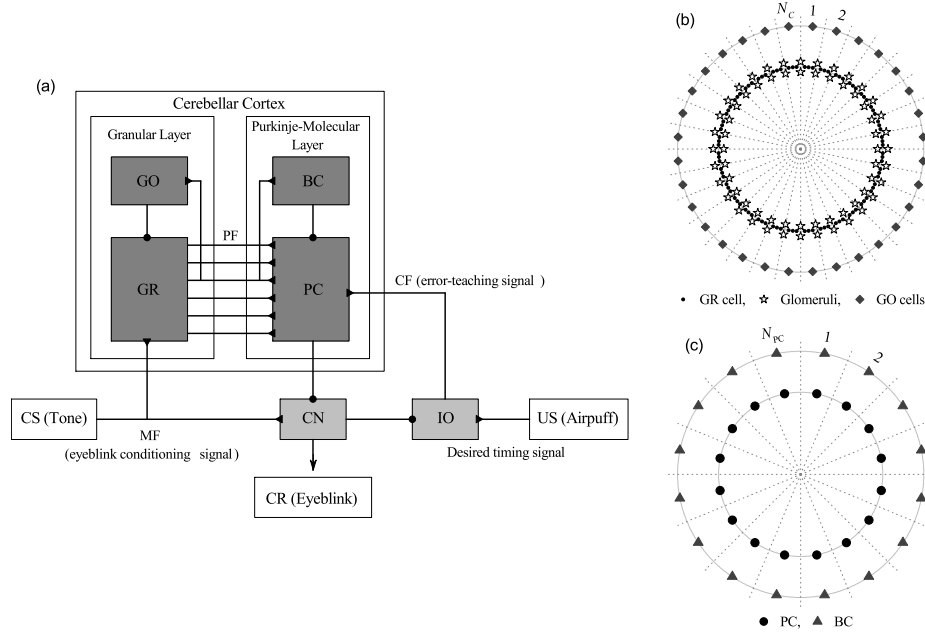 (a)
Cerebellar Cortex
Granular Layer
Purkinje-Molecular
Layer
GO
BC
PF
GR
PC
CF (error-teaching signal )
CS (Tone)
CN
IO
US (Airpuff)
MF
(eyeblink conditioning signal)
Desired timing signal
CR (Eyeblink)
(b)
N_C 1 2
GR cell, Glomeruli, GO cells
(c)
N_PC 1 2
PC, BC